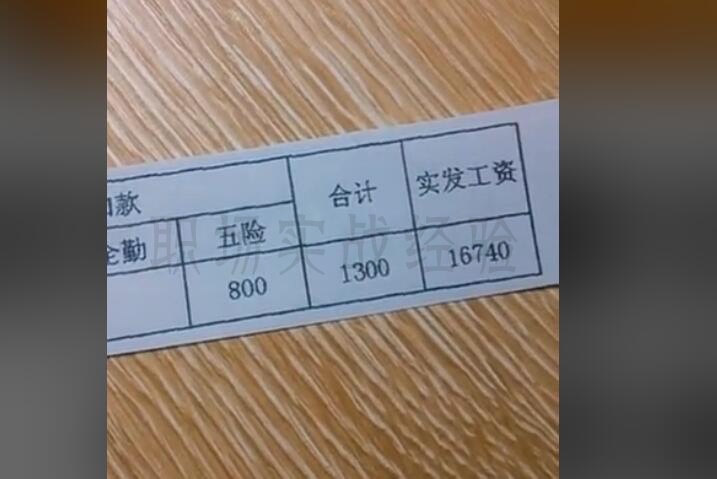 扣款
合计 实发工资
全勤 五险
职场实战经验
800 1300 16740